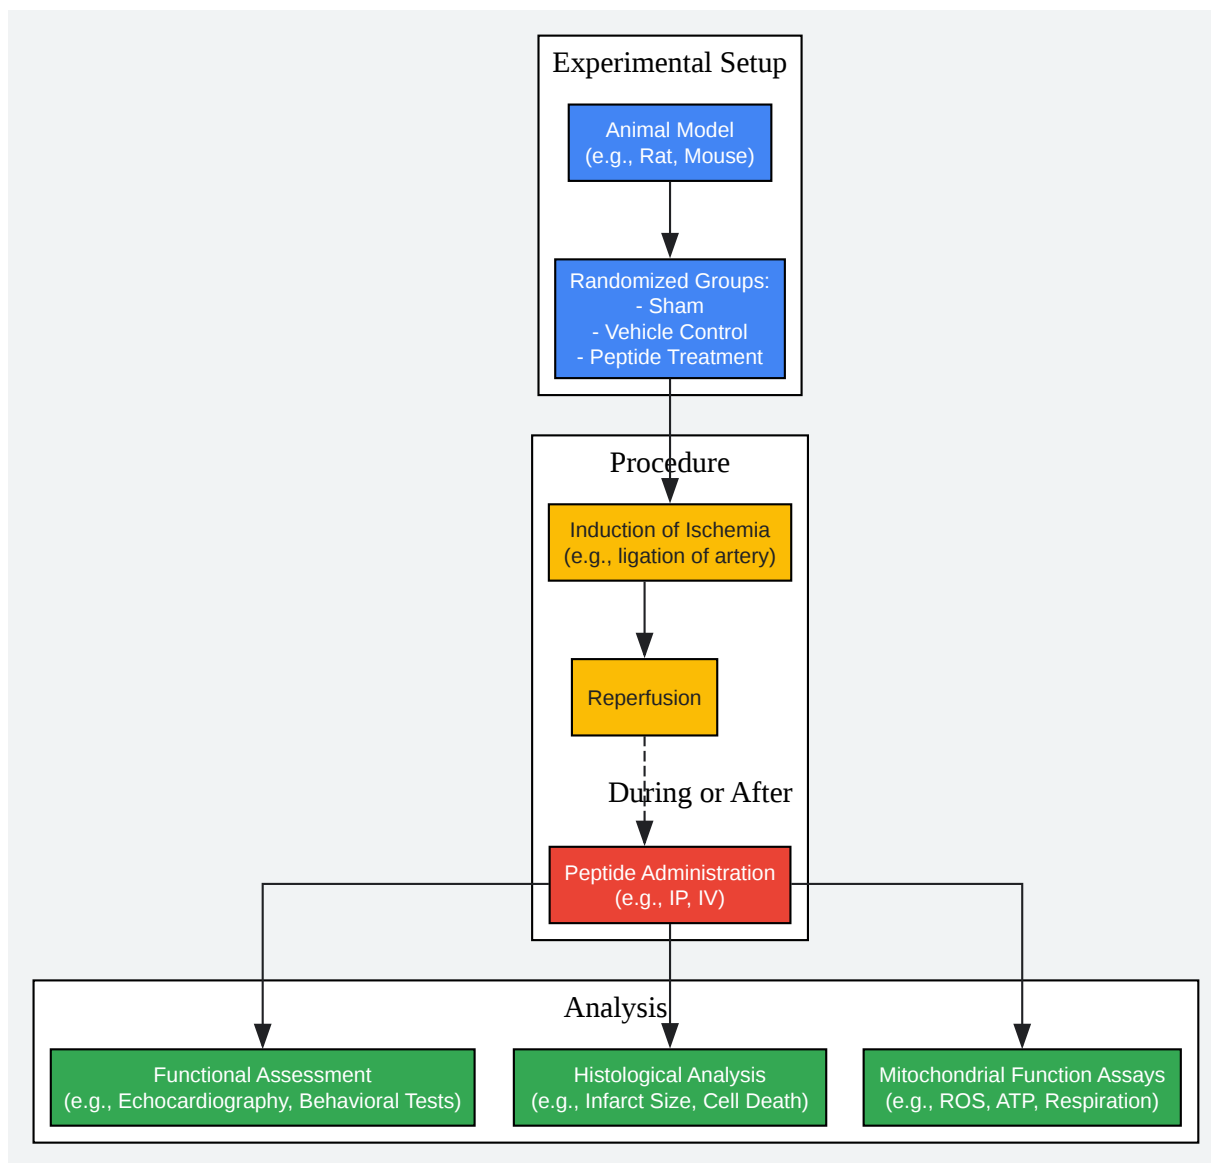 Experimental Setup
Animal Model
(e.g., Rat, Mouse)
Randomized Groups:
- Sham
- Vehicle Control
- Peptide Treatment
Procedure
Induction of Ischemia
(e.g., ligation of artery)
Reperfusion
During or After
Peptide Administration
(e.g., IP, IV)
Analysis
Functional Assessment
(e.g., Echocardiography, Behavioral Tests)
Histological Analysis
(e.g., Infarct Size, Cell Death)
Mitochondrial Function Assays
(e.g., ROS, ATP, Respiration)